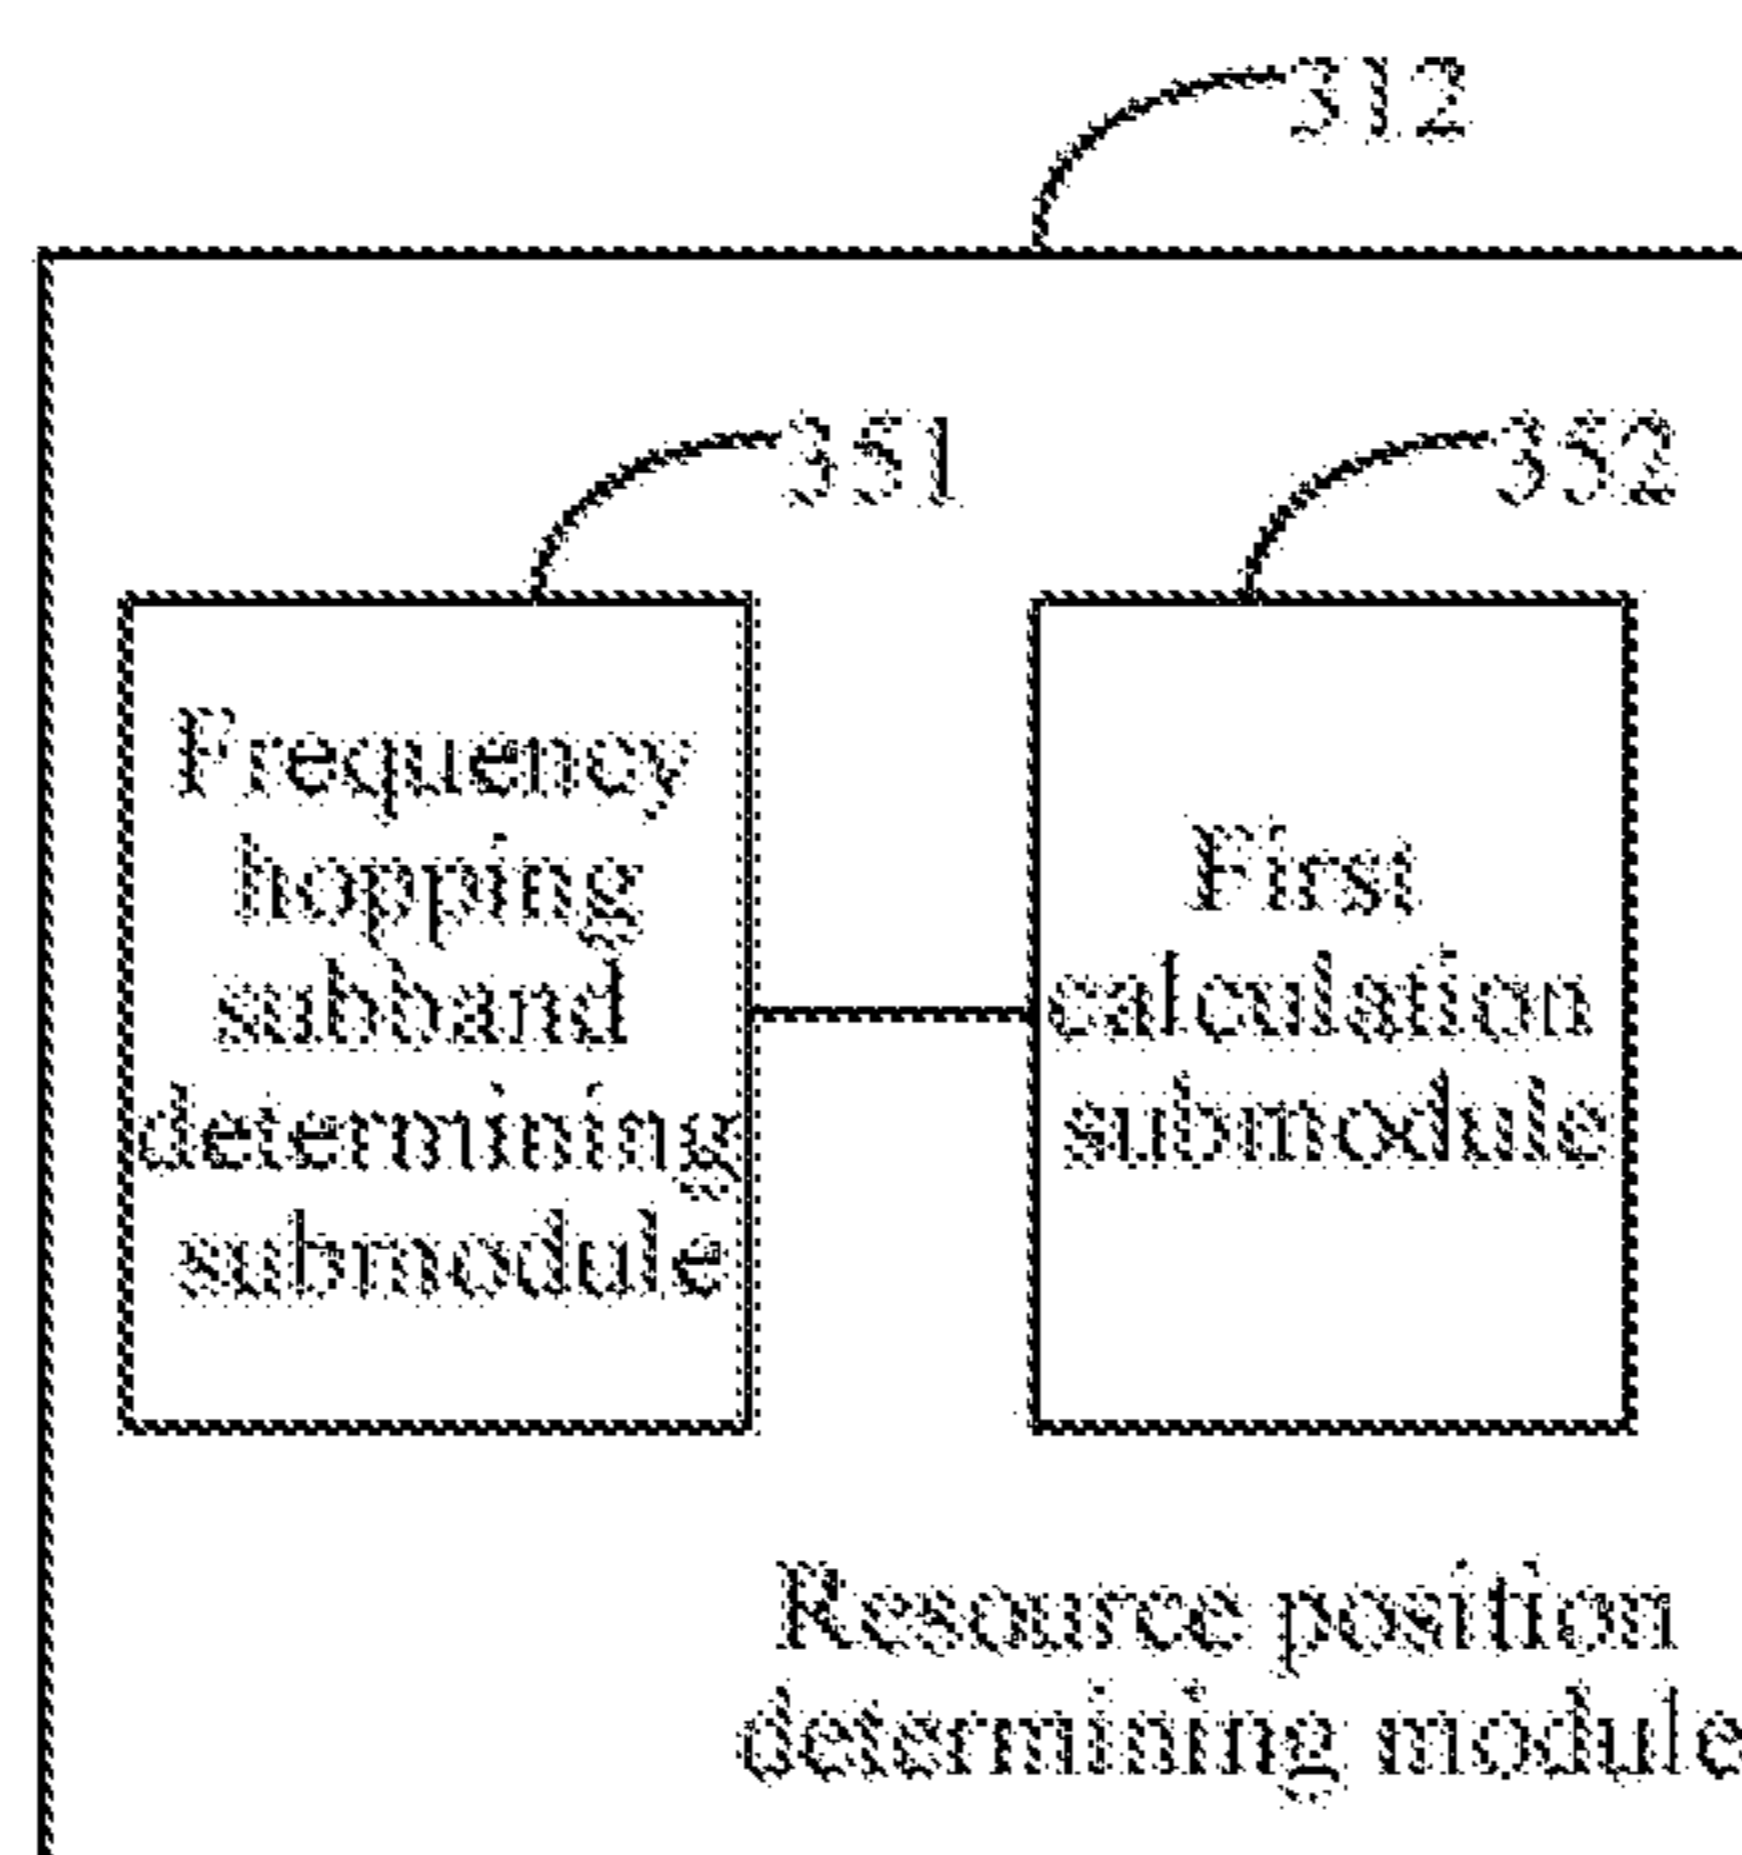 312
351
352
Frequency
hopping
subband
determining
submodule
First
calculation
submodule
Resource position
determining module